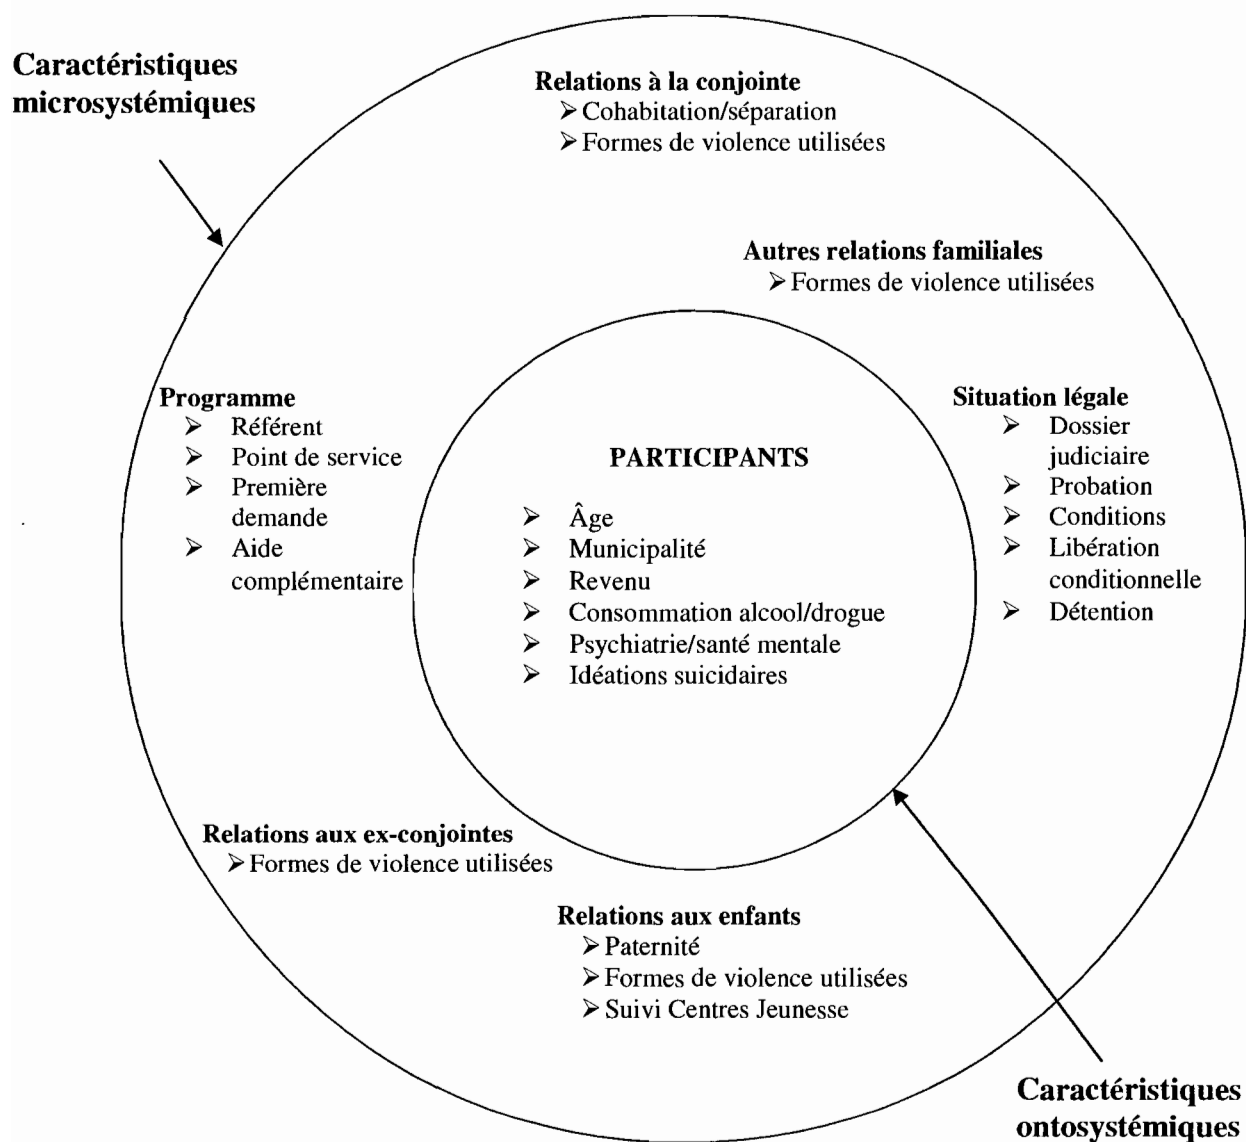 Caractéristiques
microsystémiques
Relations à la conjointe
➢ Cohabitation/séparation
➢ Formes de violence utilisées
Autres relations familiales
➢ Formes de violence utilisées
Programme
➢ Référent
➢ Point de service
➢ Première
demande
➢ Aide
complémentaire
PARTICIPANTS
➢ Âge
➢ Municipalité
➢ Revenu
➢ Consommation alcool/drogue
➢ Psychiatrie/santé mentale
➢ Idéations suicidaires
Situation légale
➢ Dossier
judiciaire
➢ Probation
➢ Conditions
➢ Libération
conditionnelle
➢ Détention
Relations aux ex-conjointes
➢ Formes de violence utilisées
Relations aux enfants
➢ Paternité
➢ Formes de violence utilisées
➢ Suivi Centres Jeunesse
Caractéristiques
ontosystémiques